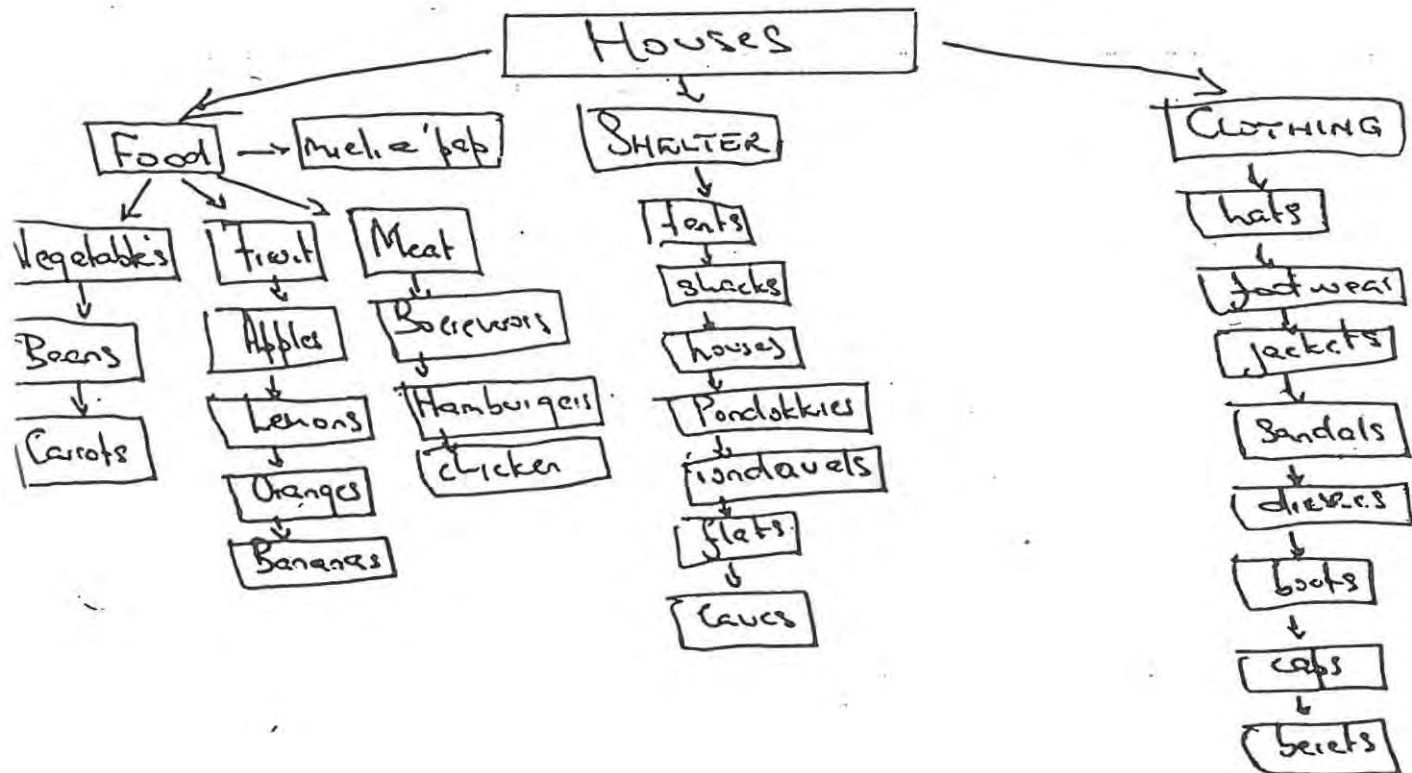 Houses
Food
mielie'pap
SHELTER
CLOTHING
Vegetables
Fruit
Meat
tents
hats
Beans
Apples
Boerewors
shacks
footwear
Carrots
Lemons
Hamburgers
houses
jackets
Oranges
chicken
Pondokkies
Sandals
Bananas
rondavels
dresses
flats
boots
Caves
caps
berets